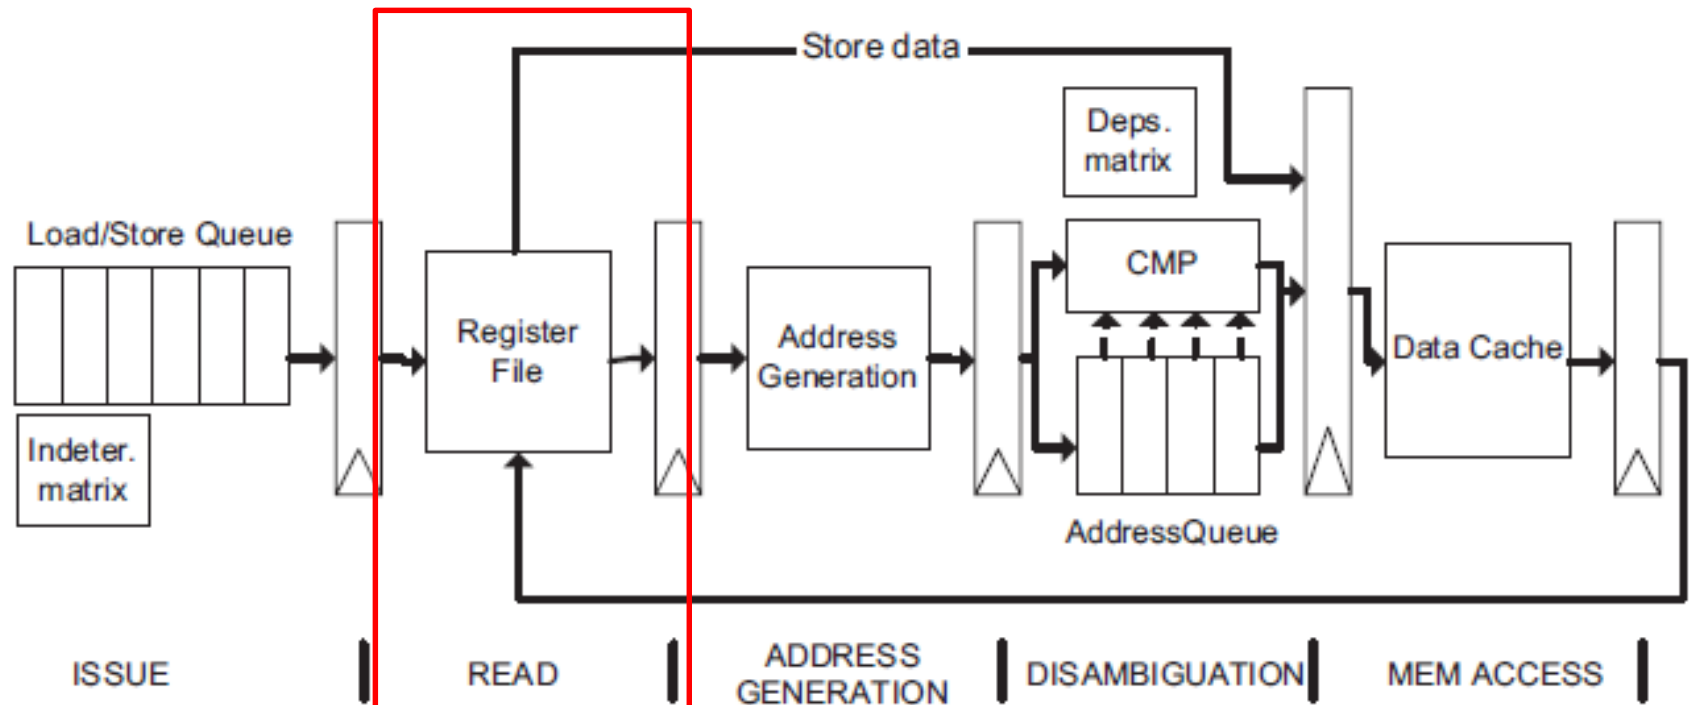 Store data
Deps.
matrix
Load/Store Queue
CMP
Register
File
Address
Generation
Data Cache
Indeter.
matrix
AddressQueue
ISSUE
READ
ADDRESS
GENERATION
DISAMBIGUATION
MEM ACCESS